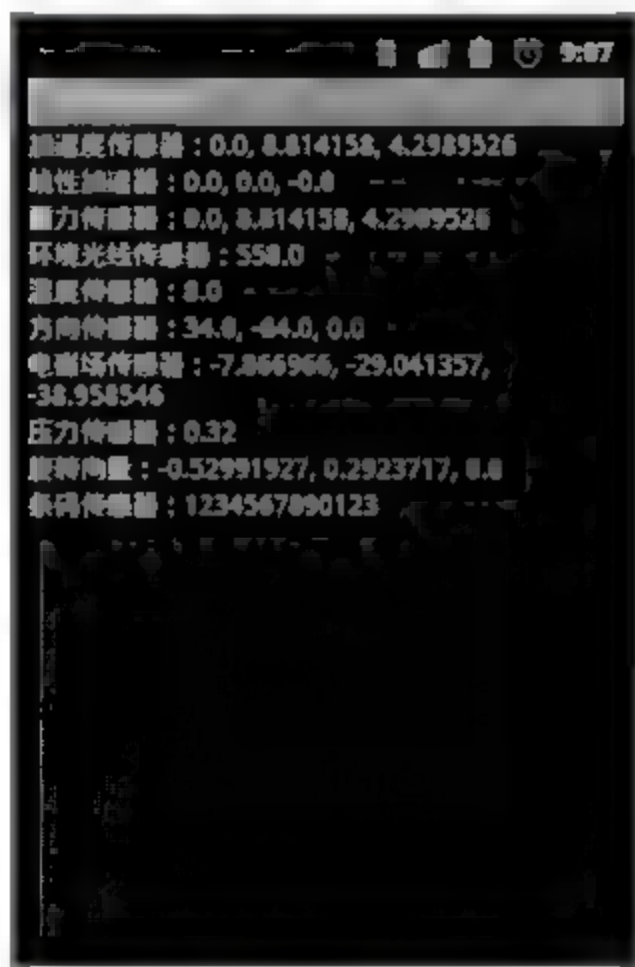 9:07
加速度传感器：0.0, 8.814158, 4.2989526
线性加速器：0.0, 0.0, -0.0
重力传感器：0.0, 8.814158, 4.2989526
环境光线传感器：558.0
温度传感器：8.0
方向传感器：34.0, -64.0, 0.0
电磁场传感器：-7.866966, -29.041357,
-38.958546
压力传感器：0.32
旋转向量：-0.52991927, 0.2923717, 0.0
条码传感器：1234567890123